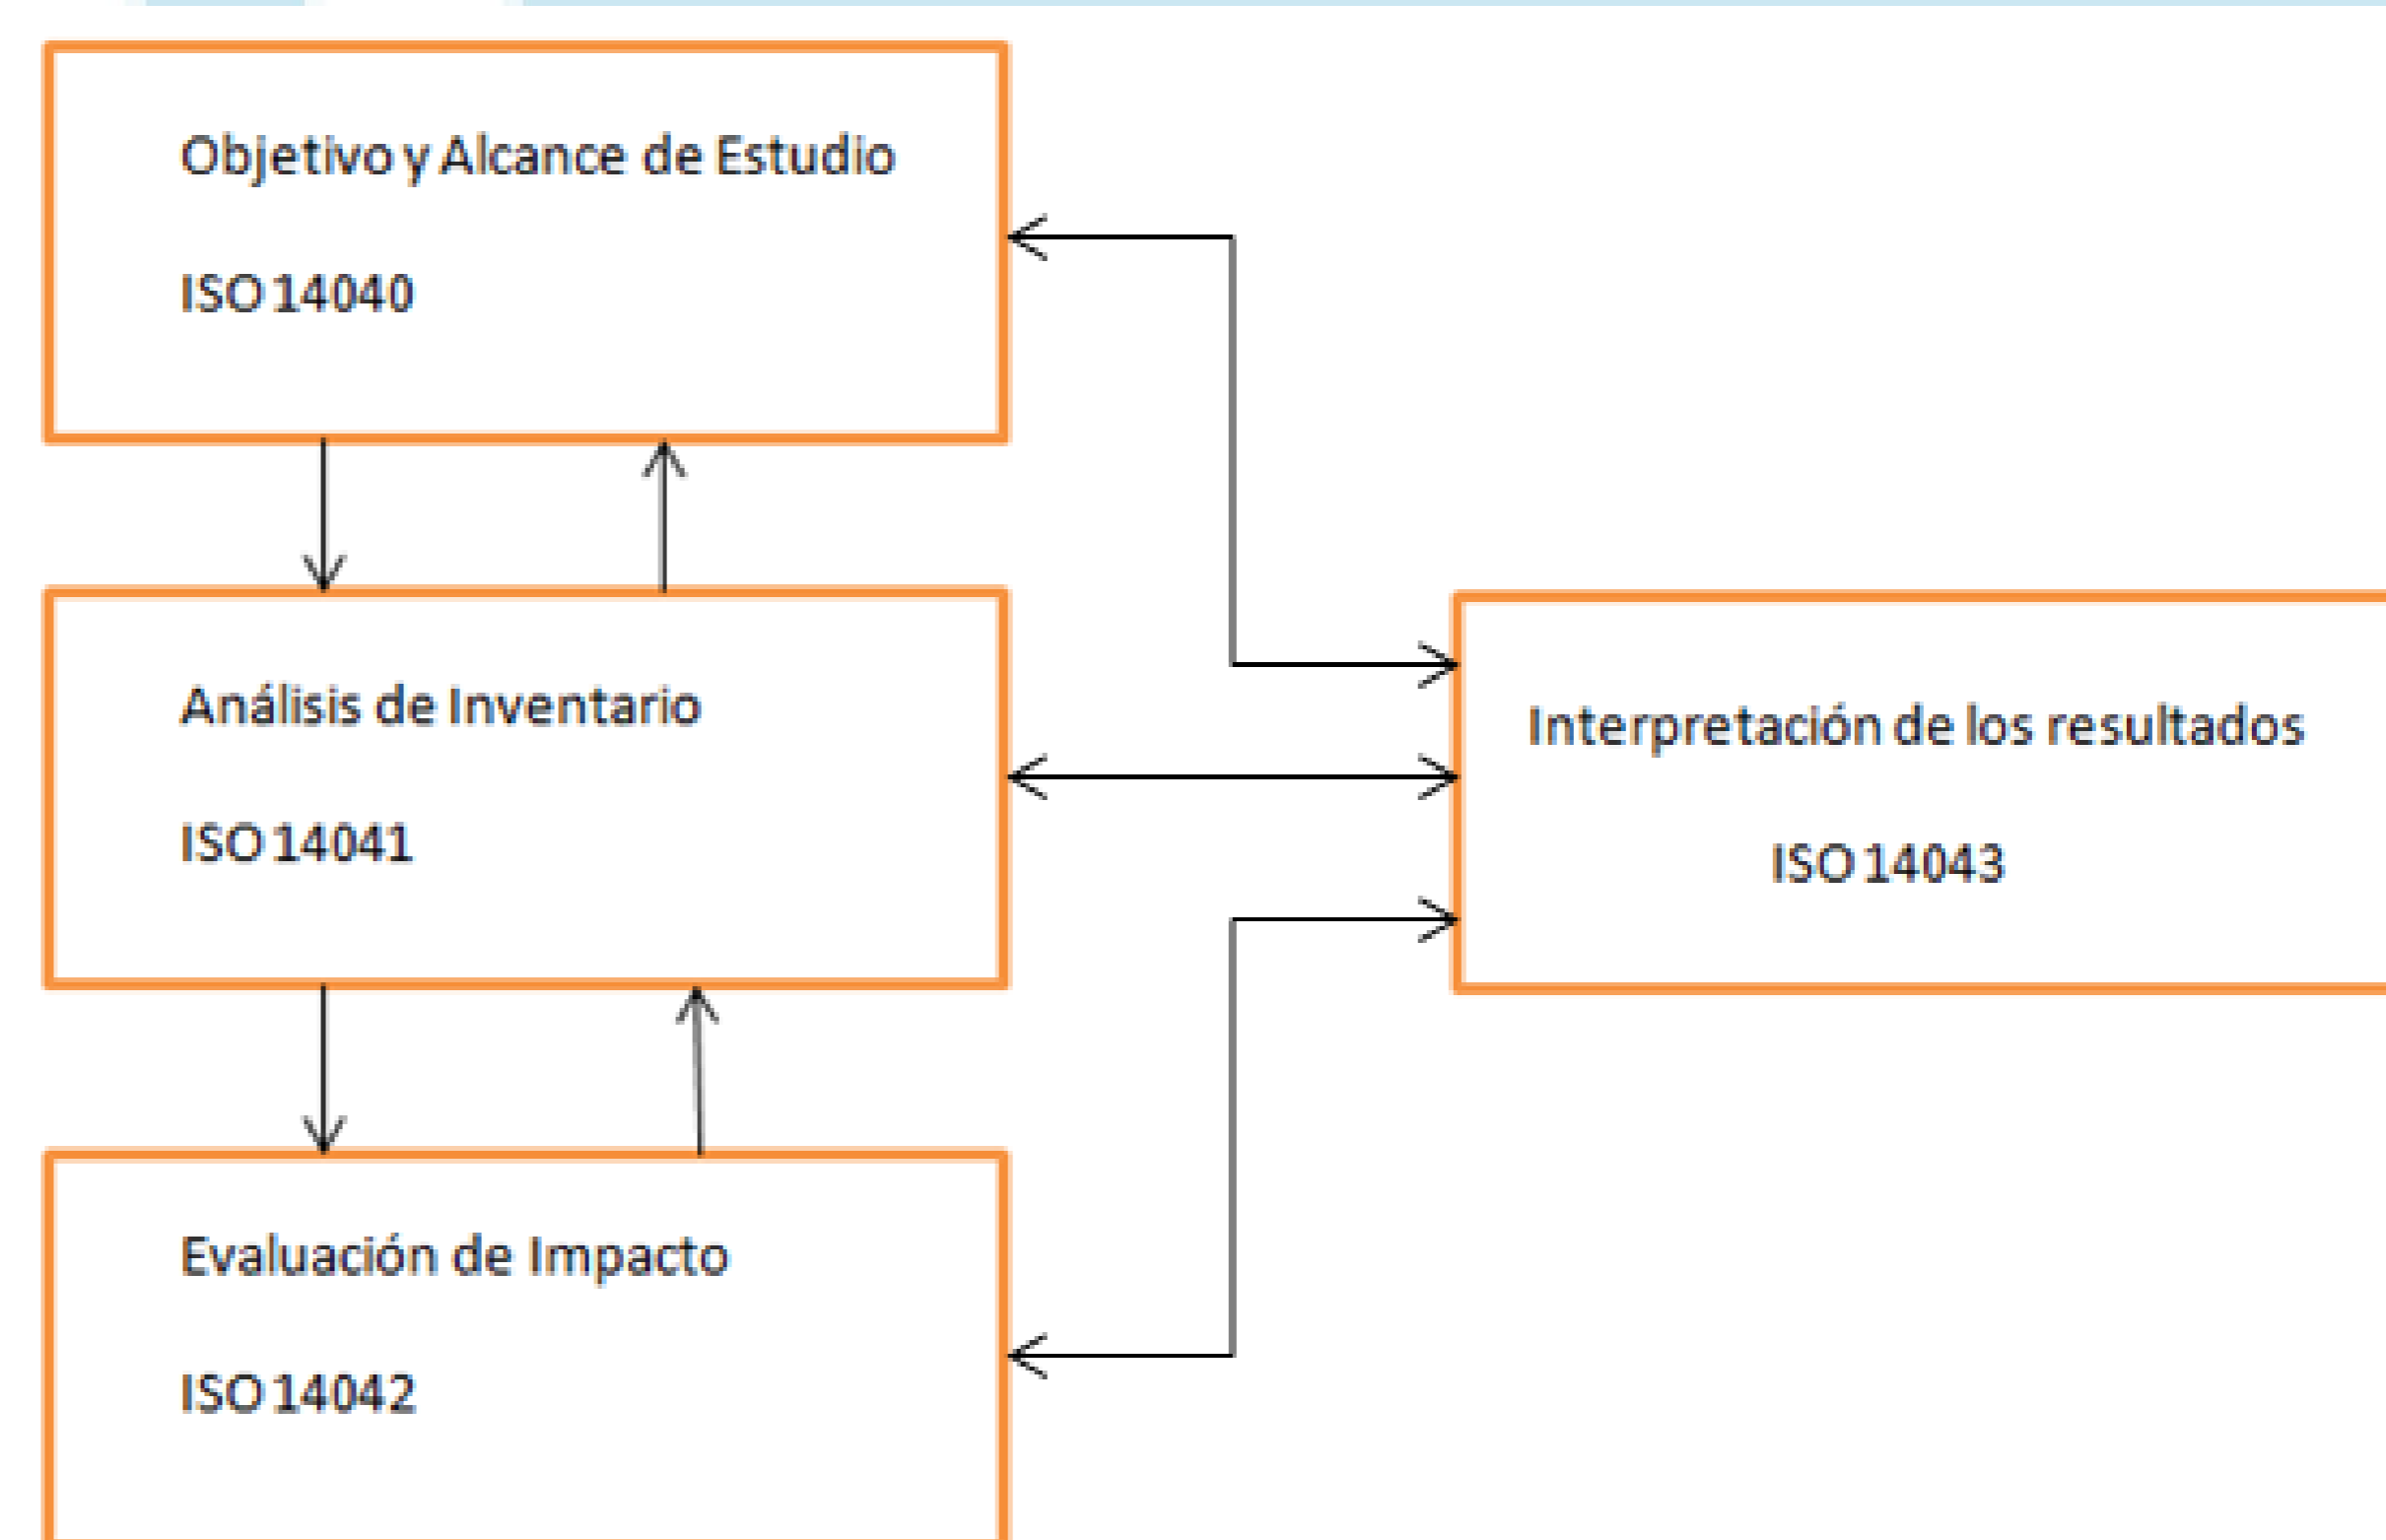 Objetivo y Alcance de Estudio
ISO 14040
Análisis de Inventario
ISO 14041
Interpretación de los resultados
ISO 14043
Evaluación de Impacto
ISO 14042